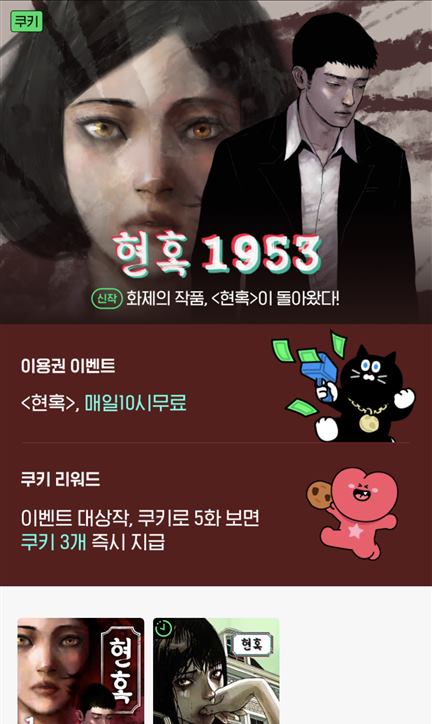 쿠키
현혹 1953
신작 화제의 작품, <현혹>이 돌아왔다!
이용권 이벤트
<현혹>, 매일10시무료
쿠키 리워드
이벤트 대상작, 쿠키로 5화 보면
쿠키 3개 즉시 지급
현혹
현혹